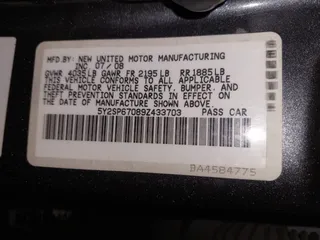 MFD.BY: NEW UNITED MOTOR MANUFACTURING
INC. 07/08
GVWR 4035LB GAWR FR 2195LB RR 1885LB
THIS VEHICLE CONFORMS TO ALL APPLICABLE
FEDERAL MOTOR VEHICLE SAFETY, BUMPER, AND
THEFT PREVENTION STANDARDS IN EFFECT ON
THE DATE OF MANUFACTURE SHOWN ABOVE.
5Y2SP67089Z433703 PASS CAR
BA4584775